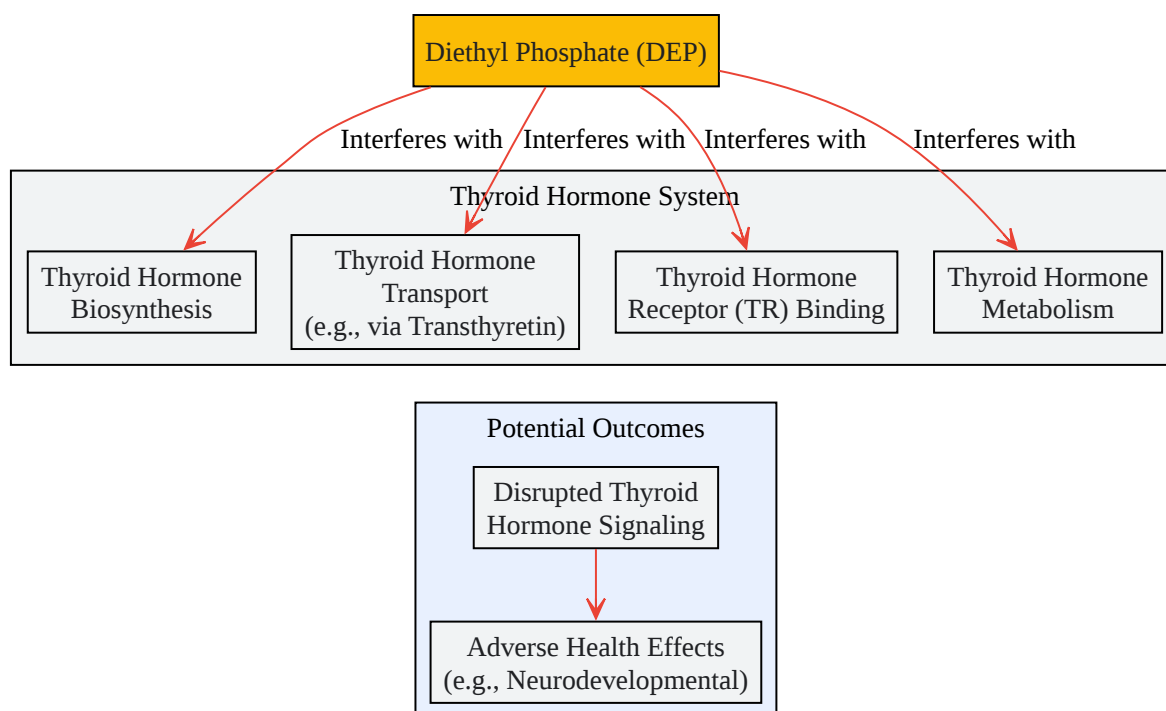 Diethyl Phosphate (DEP)
Interferes with
Interferes with
Interferes with
Interferes with
Thyroid Hormone System
Thyroid Hormone
Biosynthesis
Thyroid Hormone
Transport
(e.g., via Transthyretin)
Thyroid Hormone
Receptor (TR) Binding
Thyroid Hormone
Metabolism
Potential Outcomes
Disrupted Thyroid
Hormone Signaling
Adverse Health Effects
(e.g., Neurodevelopmental)